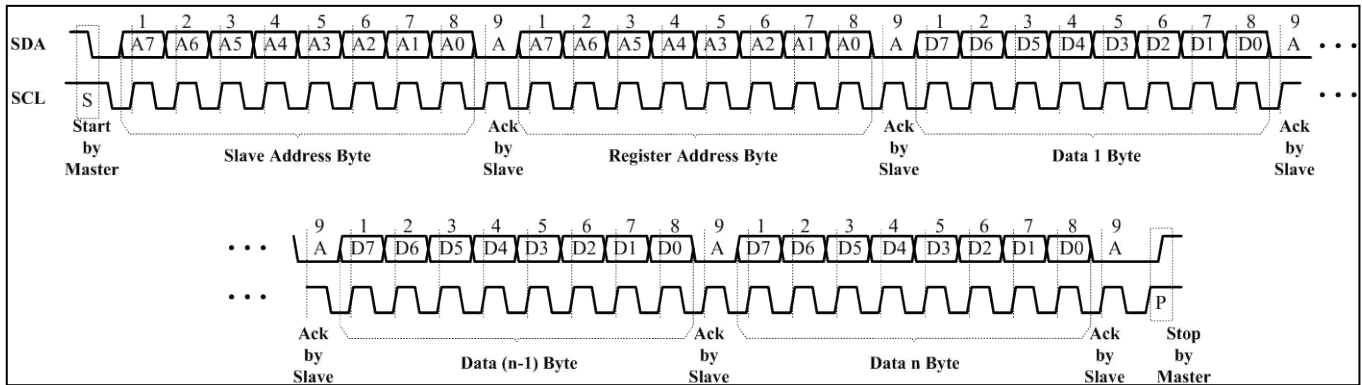 1 2 3 4 5 6 7 8 9 1 2 3 4 5 6 7 8 9 1 2 3 4 5 6 7 8 9
SDA A7 A6 A5 A4 A3 A2 A1 A0 A A7 A6 A5 A4 A3 A2 A1 A0 A D7 D6 D5 D4 D3 D2 D1 D0 A • • •
SCL S • • •
Start by Master
Slave Address Byte
Ack by Slave
Register Address Byte
Ack by Slave
Data 1 Byte
Ack by Slave
9 1 2 3 4 5 6 7 8 9 1 2 3 4 5 6 7 8 9
• • • A D7 D6 D5 D4 D3 D2 D1 D0 A D7 D6 D5 D4 D3 D2 D1 D0 A
• • • P
Ack by Slave
Data (n-1) Byte
Ack by Slave
Data n Byte
Ack by Slave
Stop by Master